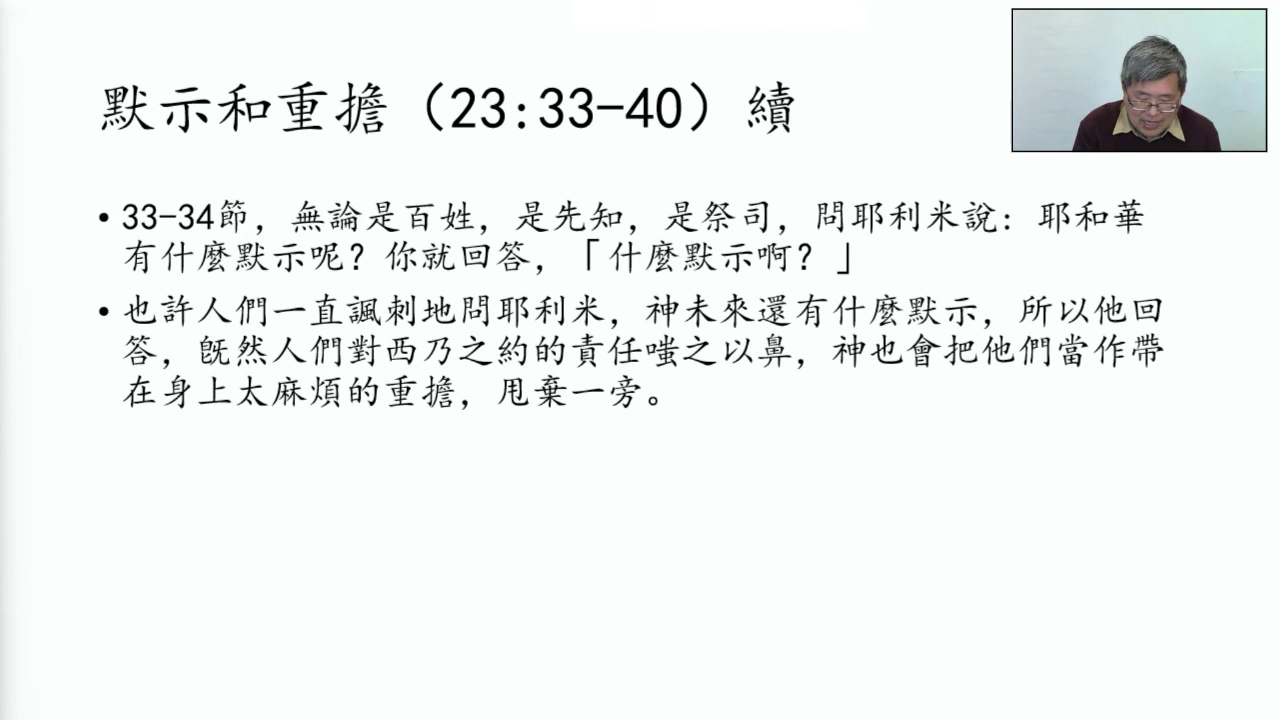 默示和重擔（23:33-40）續
• 33-34節，無論是百姓，是先知，是祭司，問耶利米說：耶和華
有什麼默示呢？你就回答，「什麼默示啊？」
• 也許人們一直諷刺地問耶利米，神未來還有什麼默示，所以他回
答，既然人們對西乃之約的責任嗤之以鼻，神也會把他們當作帶
在身上太麻煩的重擔，甩棄一旁。